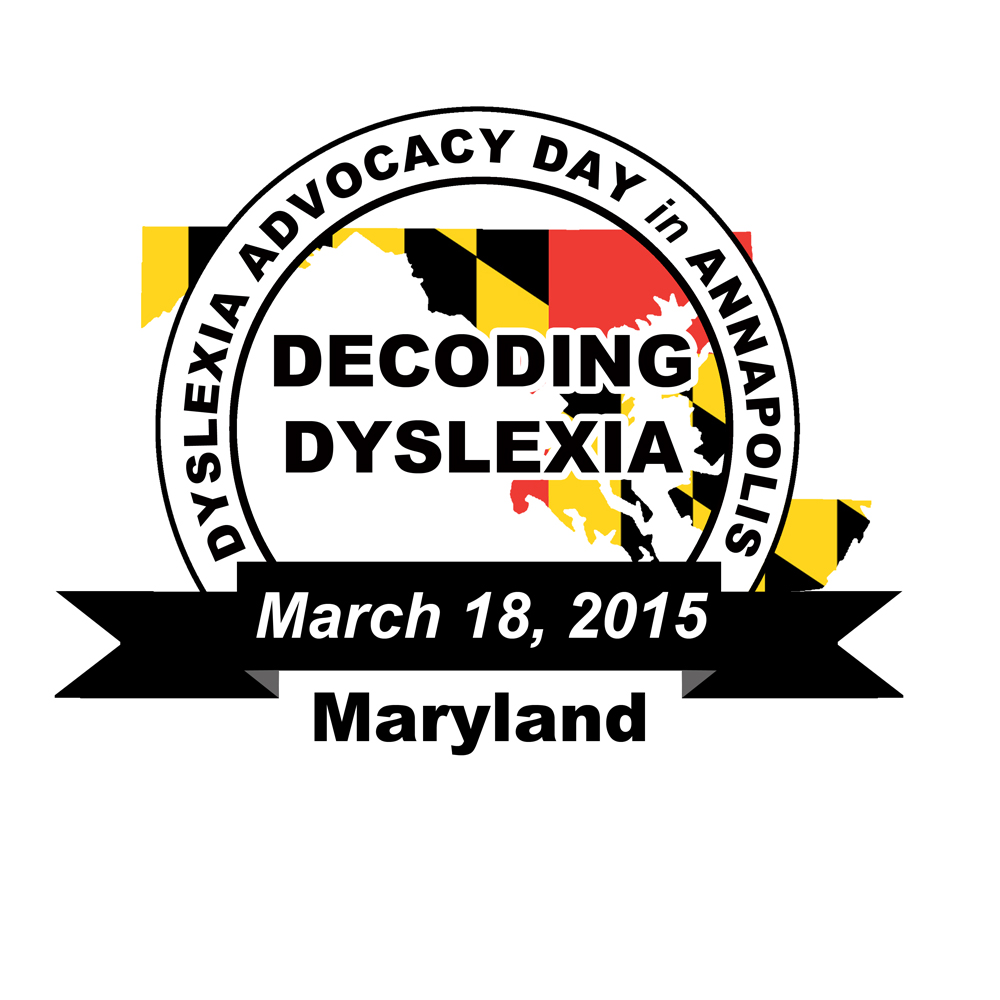 DYSLEXIA ADVOCACY DAY in ANNAPOLIS
DECODING
DYSLEXIA
March 18, 2015
Maryland